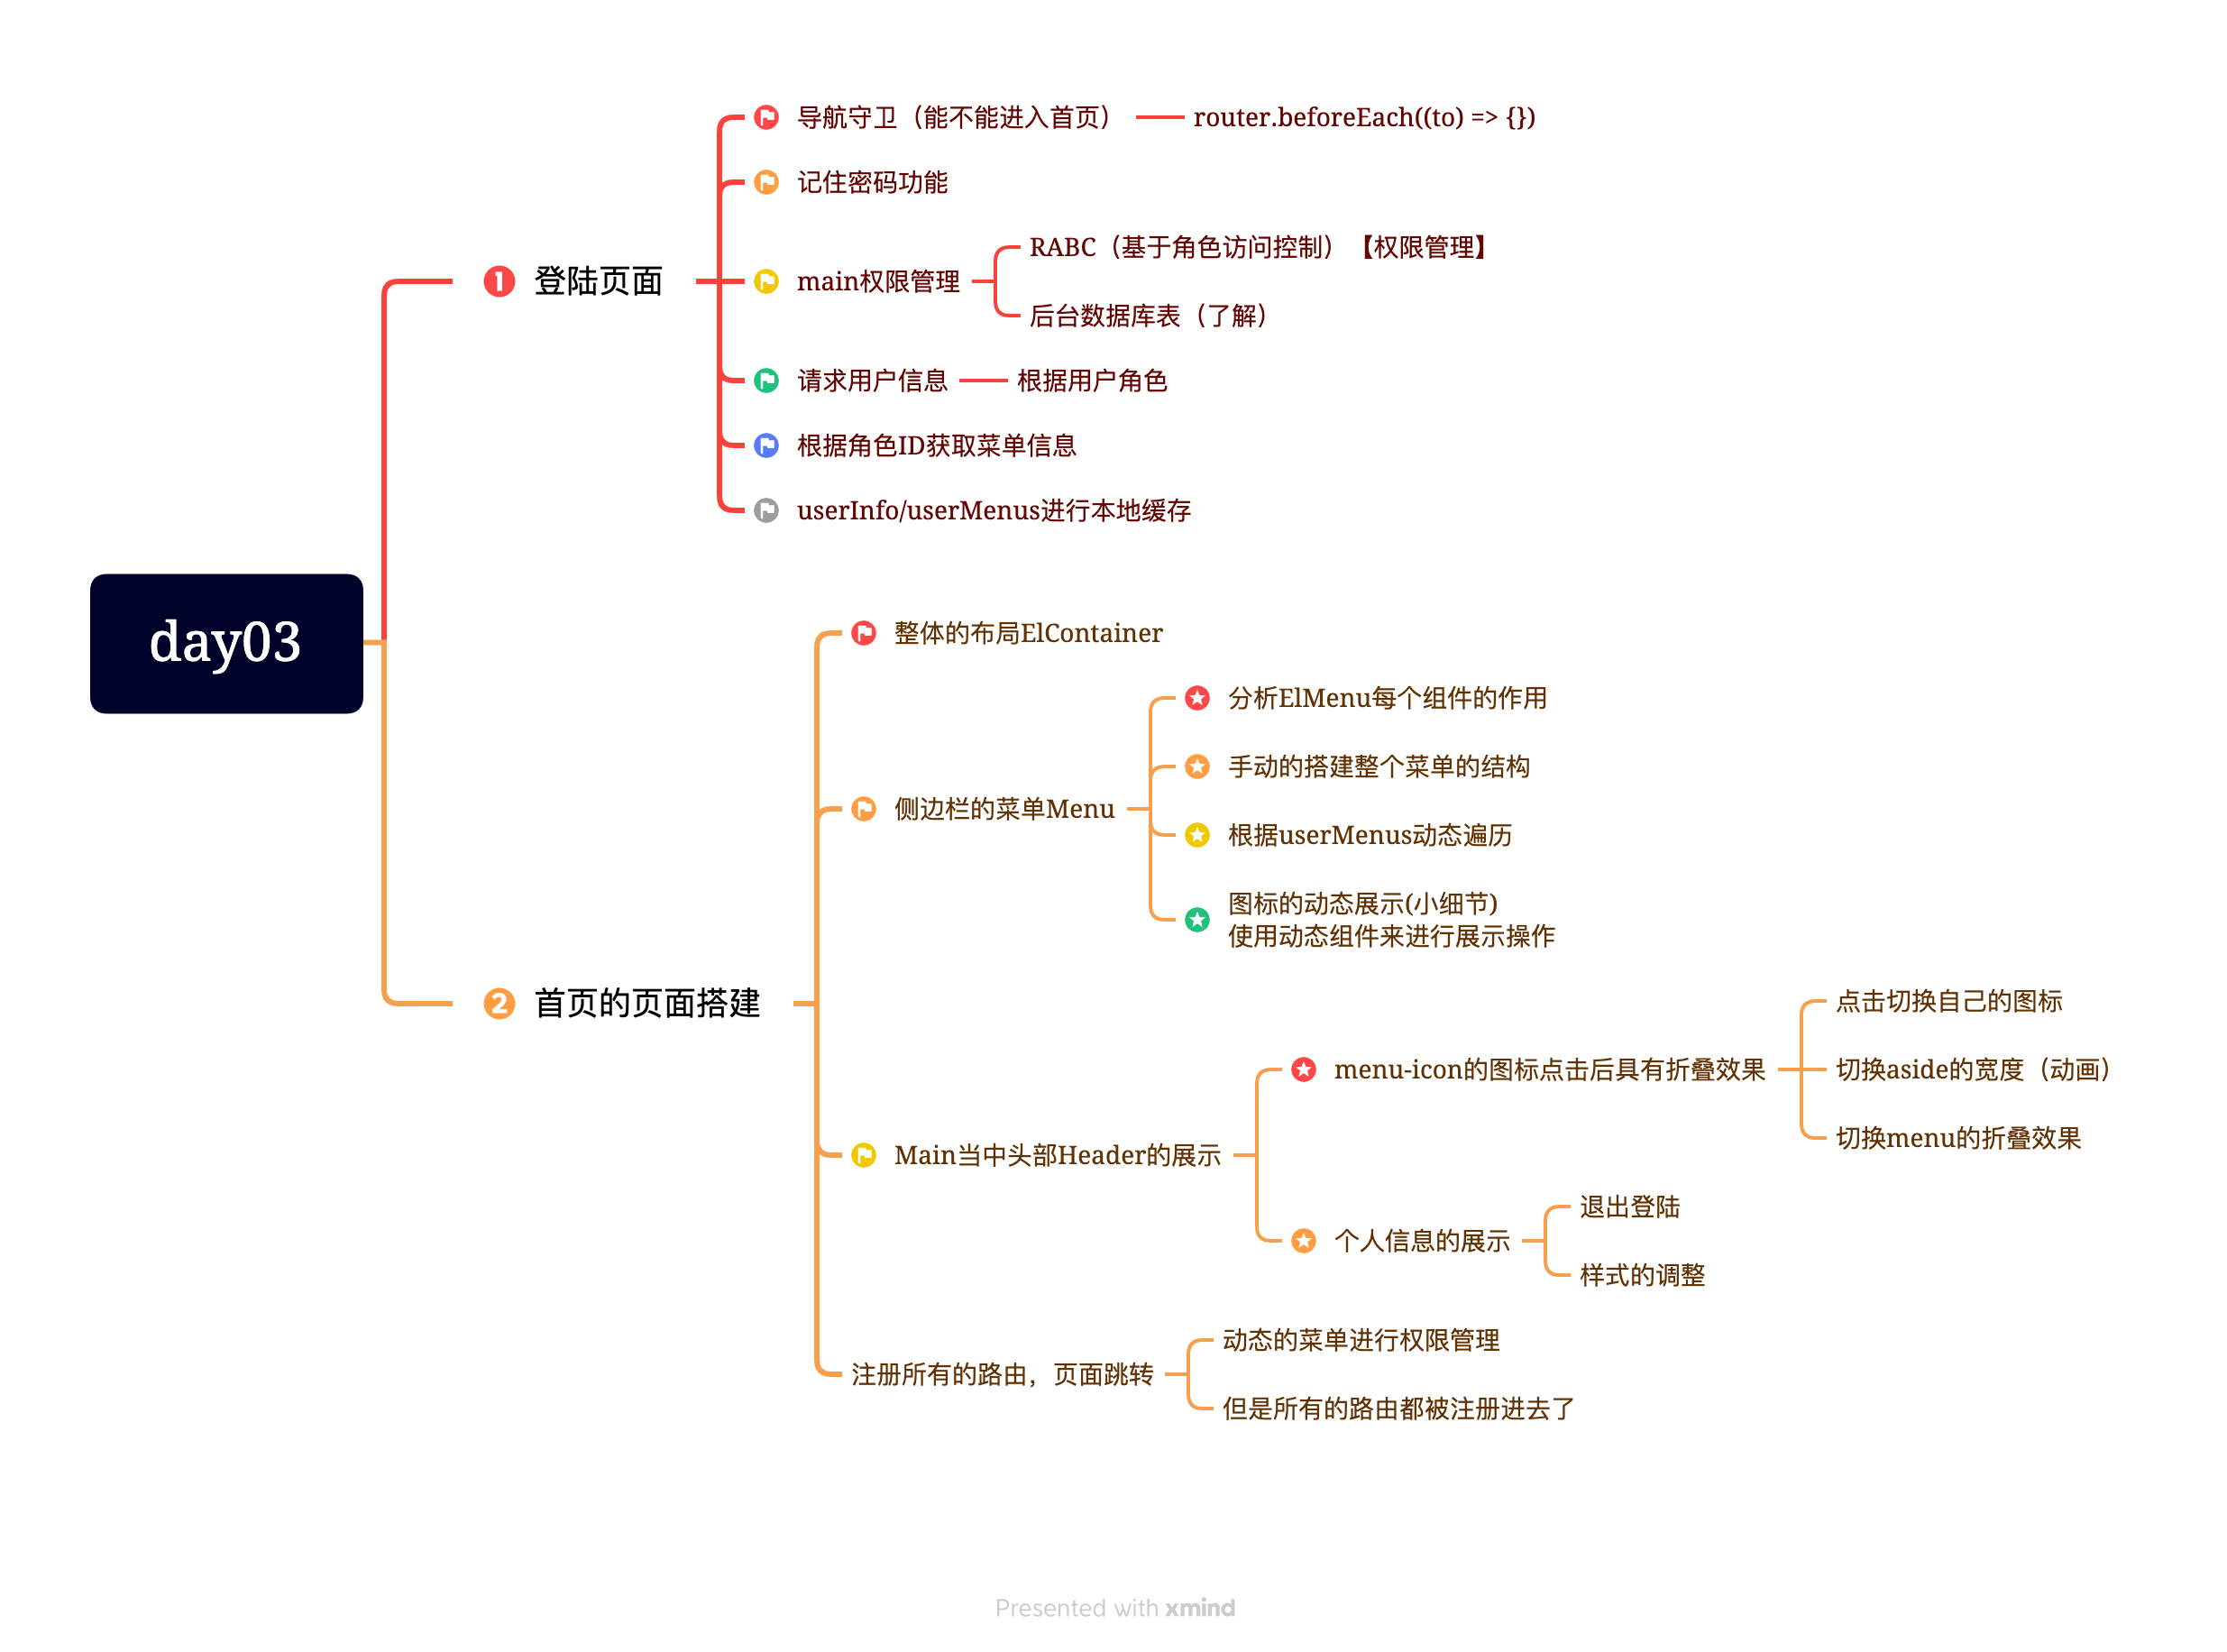 day03
1 登陆页面
导航守卫（能不能进入首页）
router.beforeEach((to) => {})
记住密码功能
main权限管理
RABC（基于角色访问控制）【权限管理】
后台数据库表（了解）
请求用户信息
根据用户角色
根据角色ID获取菜单信息
userInfo/userMenus进行本地缓存
2 首页的页面搭建
整体的布局ElContainer
侧边栏的菜单Menu
分析ElMenu每个组件的作用
手动的搭建整个菜单的结构
根据userMenus动态遍历
图标的动态展示(小细节)
使用动态组件来进行展示操作
Main当中头部Header的展示
menu-icon的图标点击后具有折叠效果
点击切换自己的图标
切换aside的宽度（动画）
切换menu的折叠效果
个人信息的展示
退出登陆
样式的调整
注册所有的路由，页面跳转
动态的菜单进行权限管理
但是所有的路由都被注册进去了
Presented with xmind